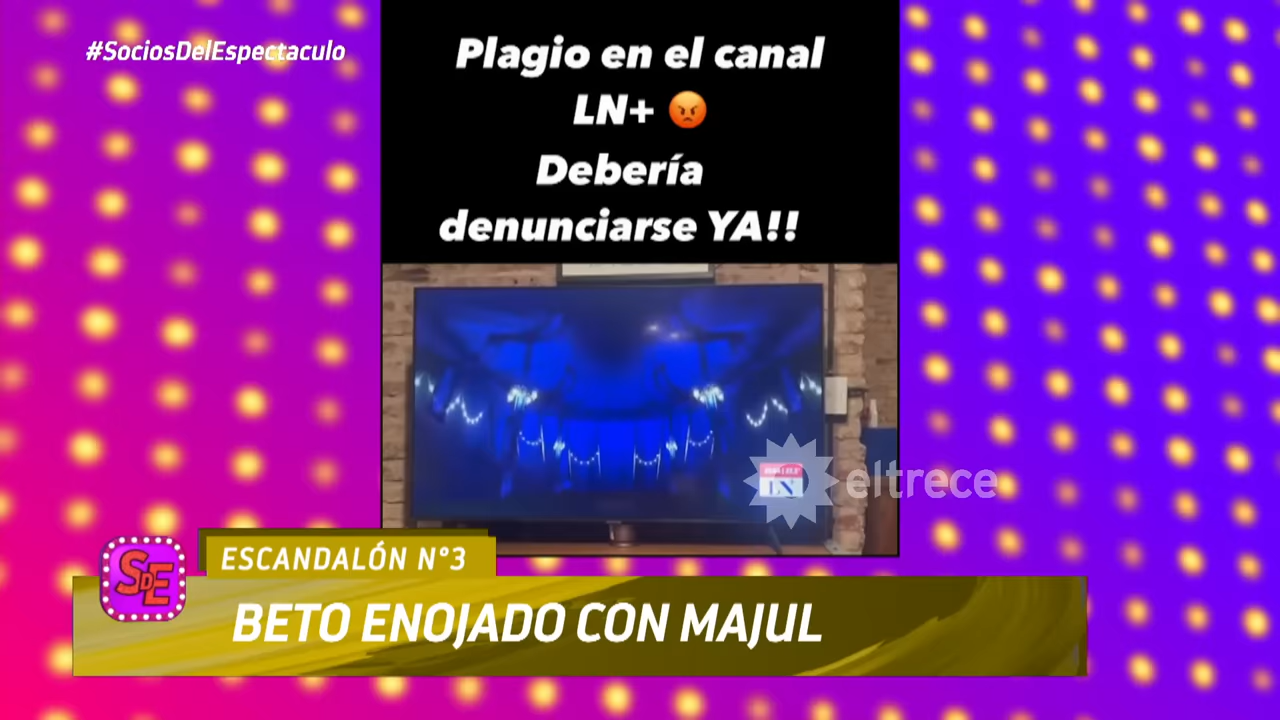 #SociosDelEspectaculo
Plagio en el canal
LN+ 😡
Debería
denunciarse YA!!
LN+
eltrece
ESCANDALÓN N°3
SDE
BETO ENOJADO CON MAJUL